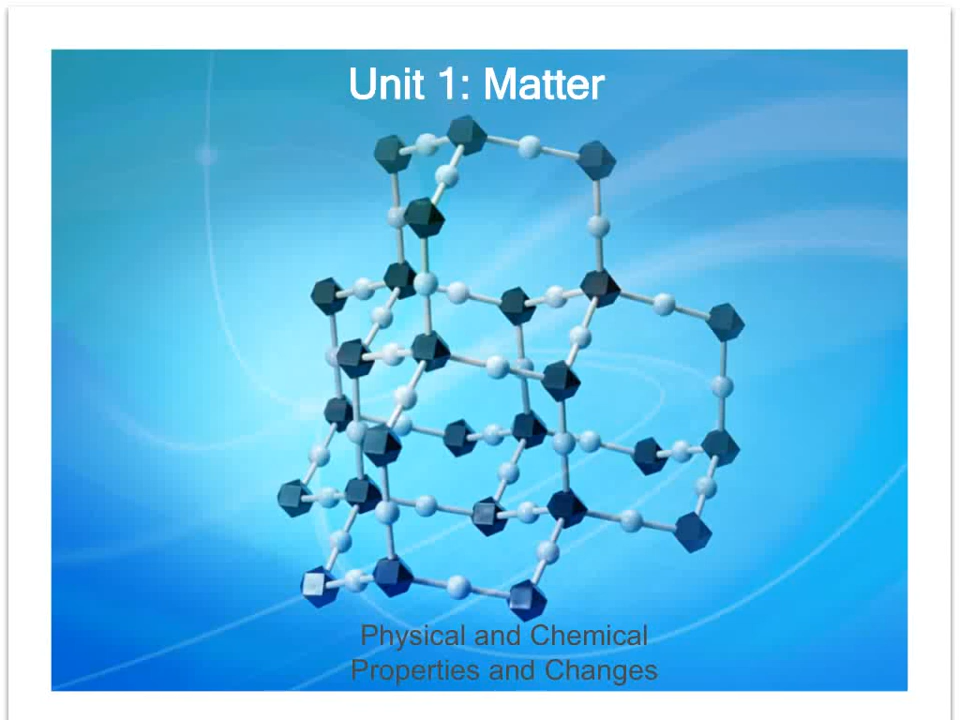 Unit 1: Matter
Physical and Chemical
Properties and Changes